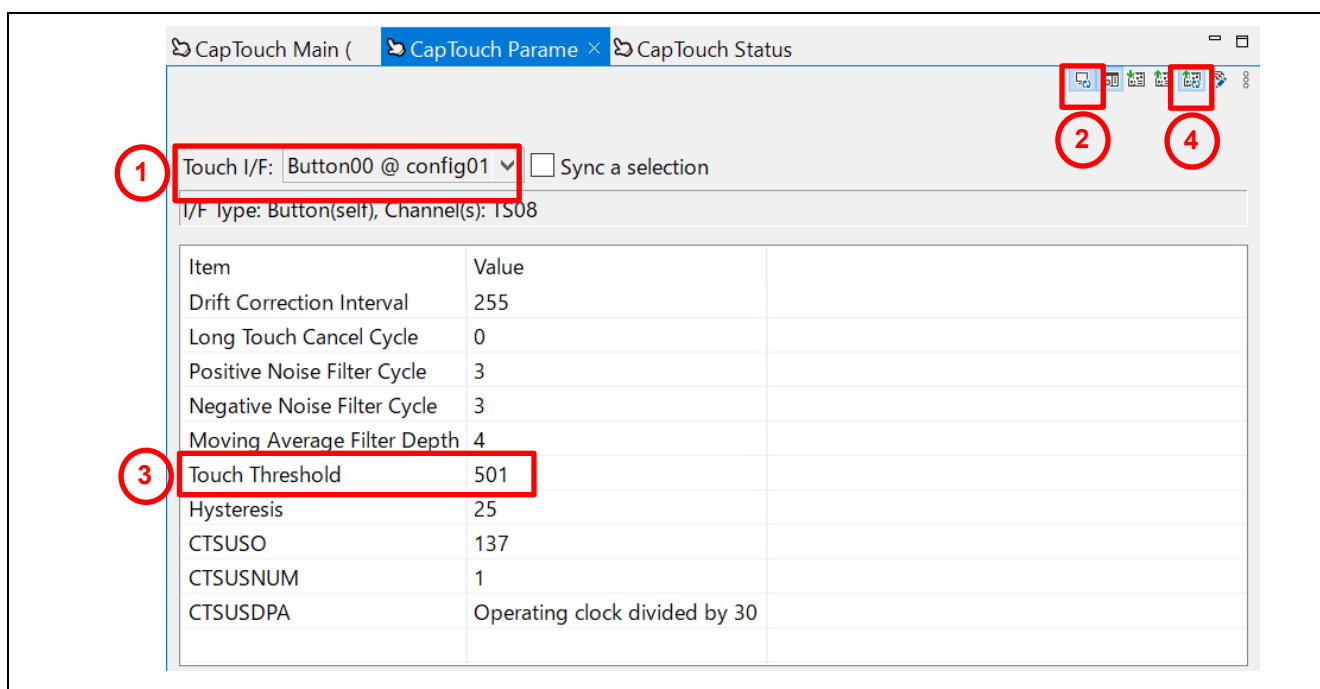 CapTouch Main ( CapTouch Parame × CapTouch Status
2 4
1 Touch I/F: Button00 @ config01 Sync a selection
I/F Type: Button(self), Channel(s): TS08
Item Value
Drift Correction Interval 255
Long Touch Cancel Cycle 0
Positive Noise Filter Cycle 3
Negative Noise Filter Cycle 3
Moving Average Filter Depth 4
3 Touch Threshold 501
Hysteresis 25
CTSUSO 137
CTSUSNUM 1
CTSUSDPA Operating clock divided by 30